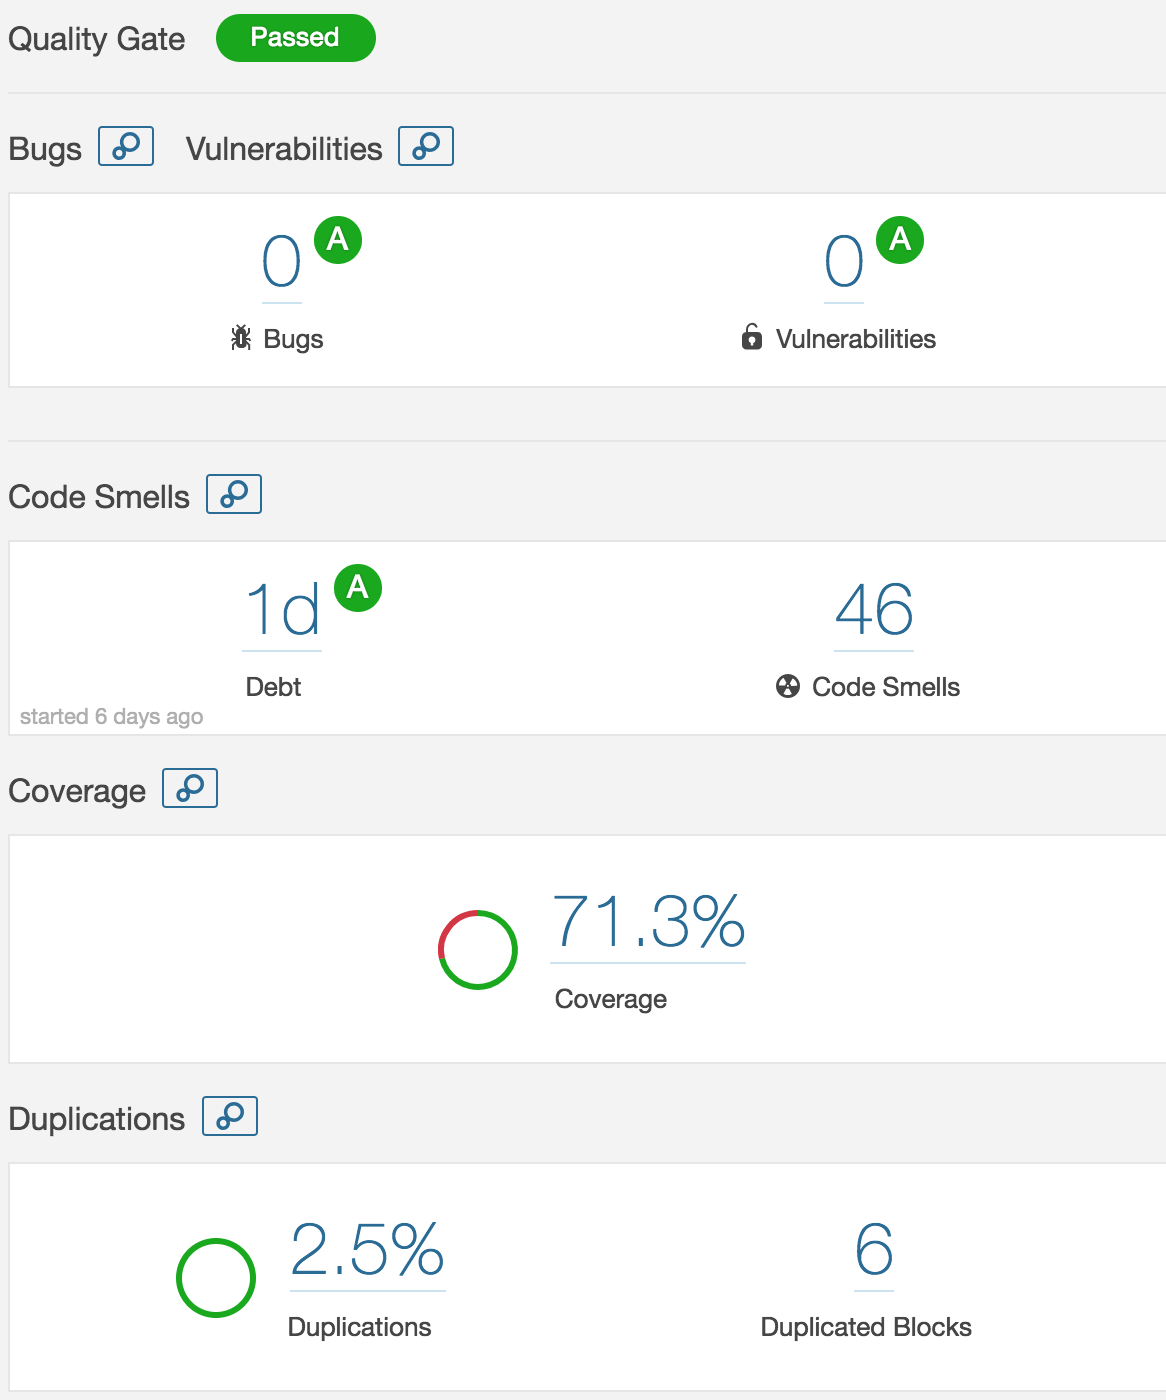 Quality Gate Passed
Bugs Vulnerabilities
0 A 0 A
Bugs Vulnerabilities
Code Smells
1d A 46
Debt Code Smells
started 6 days ago
Coverage
71.3%
Coverage
Duplications
2.5% 6
Duplications Duplicated Blocks